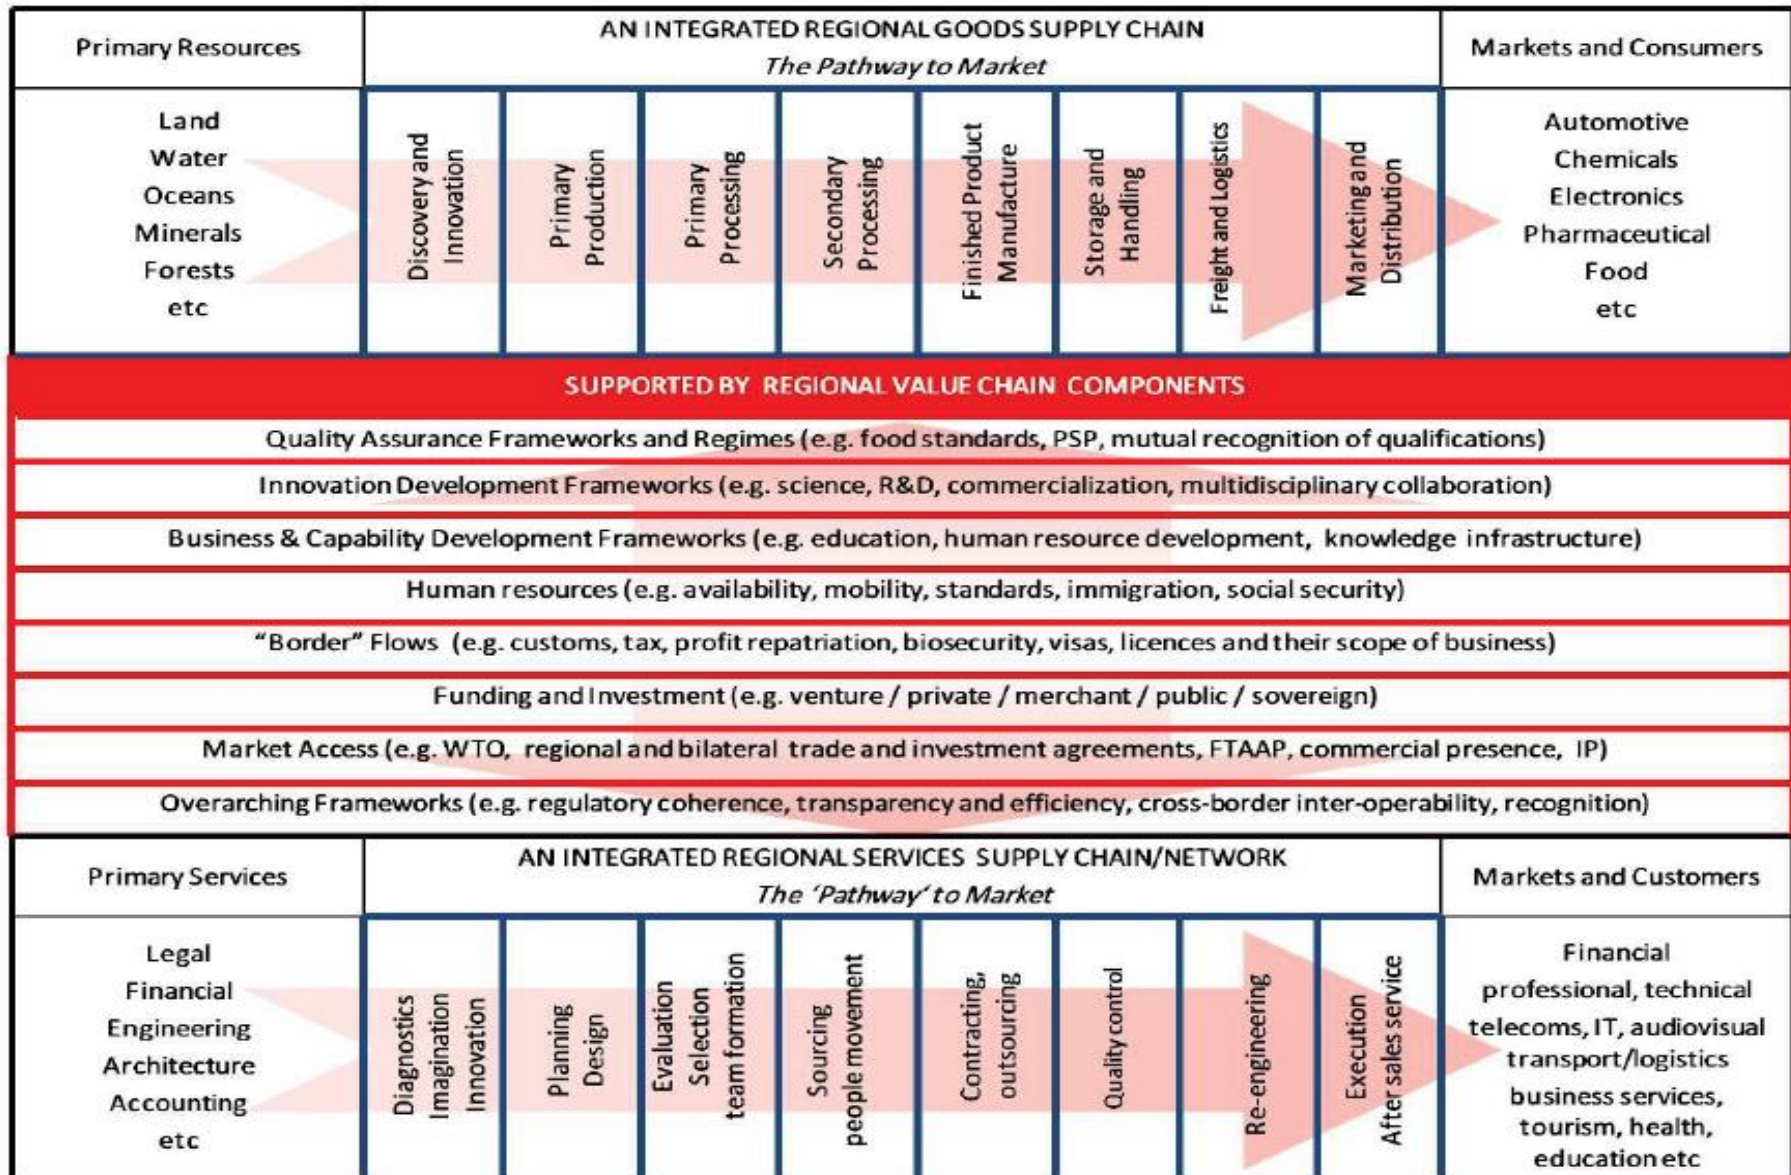 Primary Resources
AN INTEGRATED REGIONAL GOODS SUPPLY CHAIN
The Pathway to Market
Markets and Consumers
Land
Water
Oceans
Minerals
Forests
etc
Discovery and
Innovation
Primary
Production
Primary
Processing
Secondary
Processing
Finished Product
Manufacture
Storage and
Handling
Freight and Logistics
Marketing and
Distribution
Automotive
Chemicals
Electronics
Pharmaceutical
Food
etc
SUPPORTED BY REGIONAL VALUE CHAIN COMPONENTS
Quality Assurance Frameworks and Regimes (e.g. food standards, PSP, mutual recognition of qualifications)
Innovation Development Frameworks (e.g. science, R&D, commercialization, multidisciplinary collaboration)
Business & Capability Development Frameworks (e.g. education, human resource development, knowledge infrastructure)
Human resources (e.g. availability, mobility, standards, immigration, social security)
“Border” Flows (e.g. customs, tax, profit repatriation, biosecurity, visas, licences and their scope of business)
Funding and Investment (e.g. venture / private / merchant / public / sovereign)
Market Access (e.g. WTO, regional and bilateral trade and investment agreements, FTAAP, commercial presence, IP)
Overarching Frameworks (e.g. regulatory coherence, transparency and efficiency, cross-border inter-operability, recognition)
Primary Services
AN INTEGRATED REGIONAL SERVICES SUPPLY CHAIN/NETWORK
The ‘Pathway’ to Market
Markets and Customers
Legal
Financial
Engineering
Architecture
Accounting
etc
Diagnostics
Imagination
Innovation
Planning
Design
Evaluation
Selection
team formation
Sourcing
people movement
Contracting,
outsourcing
Quality control
Re-engineering
Execution
After sales service
Financial
professional, technical
telecoms, IT, audiovisual
transport/logistics
business services,
tourism, health,
education etc